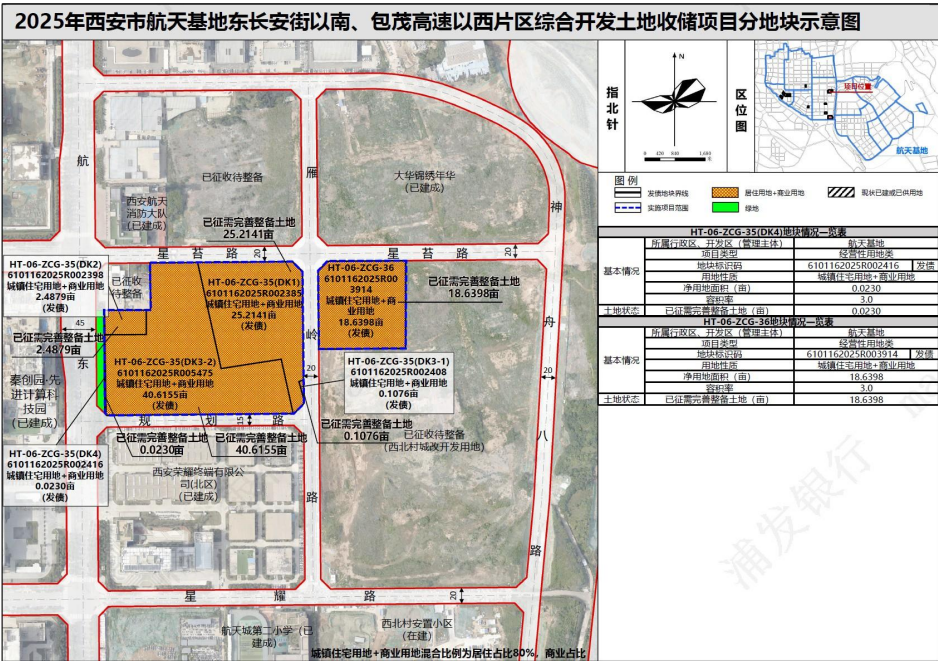 2025年西安市航天基地东长安街以南、包茂高速以西片区综合开发土地收储项目分地块示意图
航
东
路
雁
岭
路
神
舟
八
路
星 苔 路
20
星 苔 路
20
20
20
45
15
规 划 路
星 耀 路
20
已征收待整备
大华锦绣年华
(已建成)
西安航天
消防大队
(已建成)
已征需完善整备土地
25.2141亩
HT-06-ZCG-35(DK2)
6101162025R002398
城镇住宅用地+商业用地
2.4879亩
(发债)
已征收
待整备
HT-06-ZCG-35(DK1)
6101162025R002385
城镇住宅用地+商业用地
25.2141亩
(发债)
HT-06-ZCG-36
6101162025R00
3914
城镇住宅用地+商
业用地
18.6398亩
(发债)
已征需完善整备土地
18.6398亩
已征需完善整备土地
2.4879亩
HT-06-ZCG-35(DK3-2)
6101162025R005475
城镇住宅用地+商业用地
40.6155亩
(发债)
HT-06-ZCG-35(DK3-1)
6101162025R002408
城镇住宅用地+商业用地
0.1076亩
(发债)
秦创园·先
进计算科
技园
(已建成)
已征需完善整备土地
0.0230亩
已征需完善整备土地
40.6155亩
已征需完善整备土地
0.1076亩
已征收待整备
(西北村城改开发用地)
HT-06-ZCG-35(DK4)
6101162025R002416
城镇住宅用地+商业用地
0.0230亩
(发债)
西安荣耀终端有限公
司(北区)
(已建成)
航天城第二小学(已
建成)
西北村安置小区
(在建)
城镇住宅用地+商业用地混合比例为居住占比80%，商业占比
指北针
N
0 420 840 1,680
米
区位图
项目位置
航天基地
图 例
发债地块界线
居住用地+商业用地
现状已建或已供用地
实施项目范围
绿地
HT-06-ZCG-35(DK4)地块情况一览表
基本情况
所属行政区、开发区（管理主体） 航天基地
项目类型 经营性用地类
地块标识码 6101162025R002416 发债
用地性质 城镇住宅用地+商业用地
净用地面积（亩） 0.0230
容积率 3.0
土地状态 已征需完善整备土地（亩） 0.0230
HT-06-ZCG-36地块情况一览表
基本情况
所属行政区、开发区（管理主体） 航天基地
项目类型 经营性用地类
地块标识码 6101162025R003914 发债
用地性质 城镇住宅用地+商业用地
净用地面积（亩） 18.6398
容积率 3.0
土地状态 已征需完善整备土地（亩） 18.6398
浦发银行